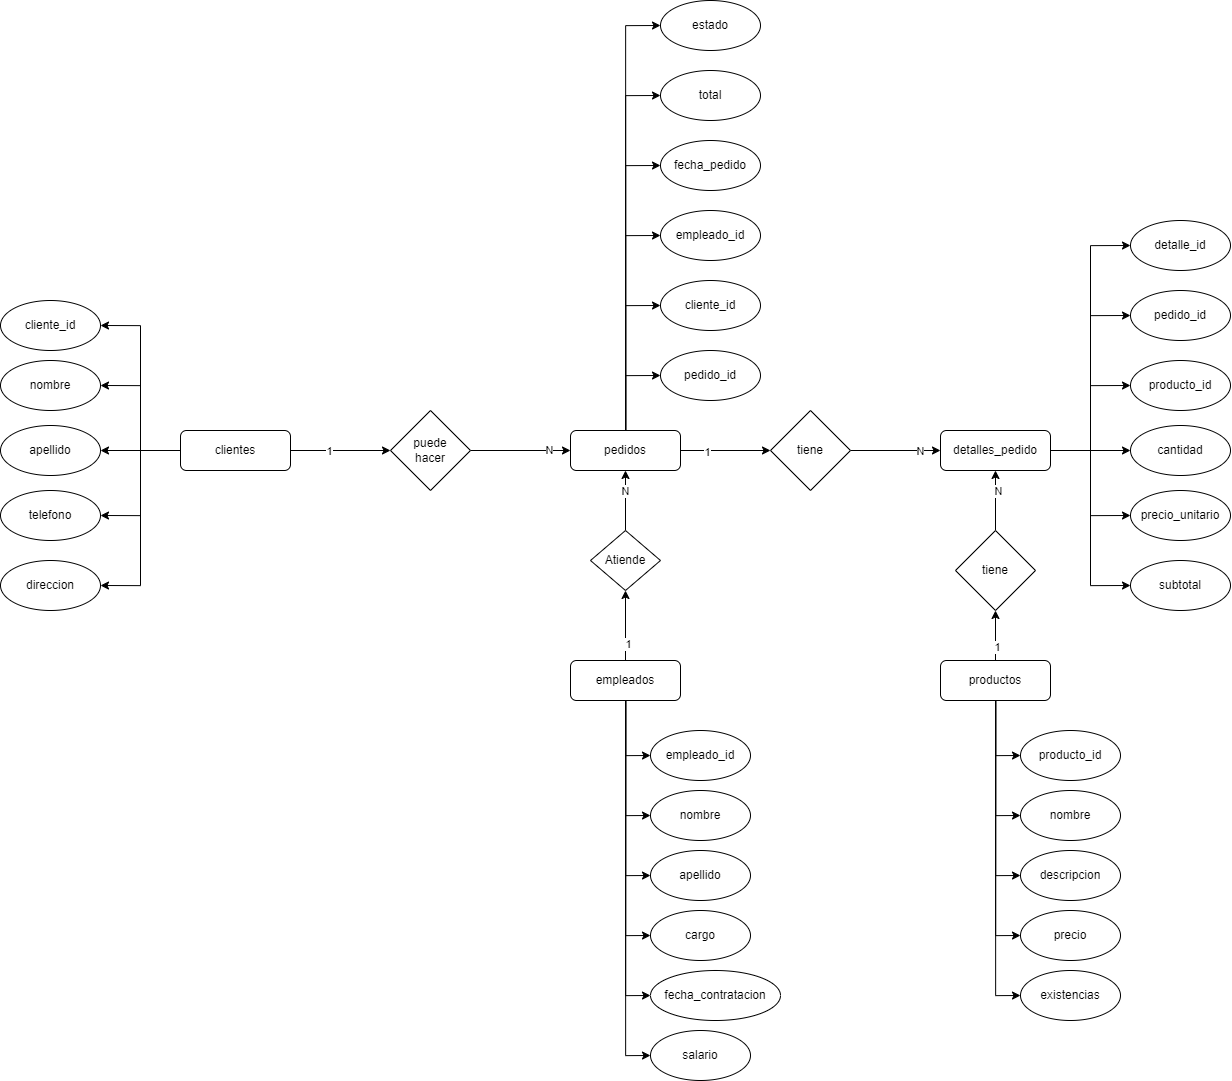 estado
total
fecha_pedido
empleado_id
cliente_id
pedido_id
cliente_id
nombre
apellido
telefono
direccion
clientes
1
puede
hacer
N
pedidos
1
tiene
N
detalles_pedido
detalle_id
pedido_id
producto_id
cantidad
precio_unitario
subtotal
N
Atiende
1
empleados
empleado_id
nombre
apellido
cargo
fecha_contratacion
salario
N
tiene
1
productos
producto_id
nombre
descripcion
precio
existencias